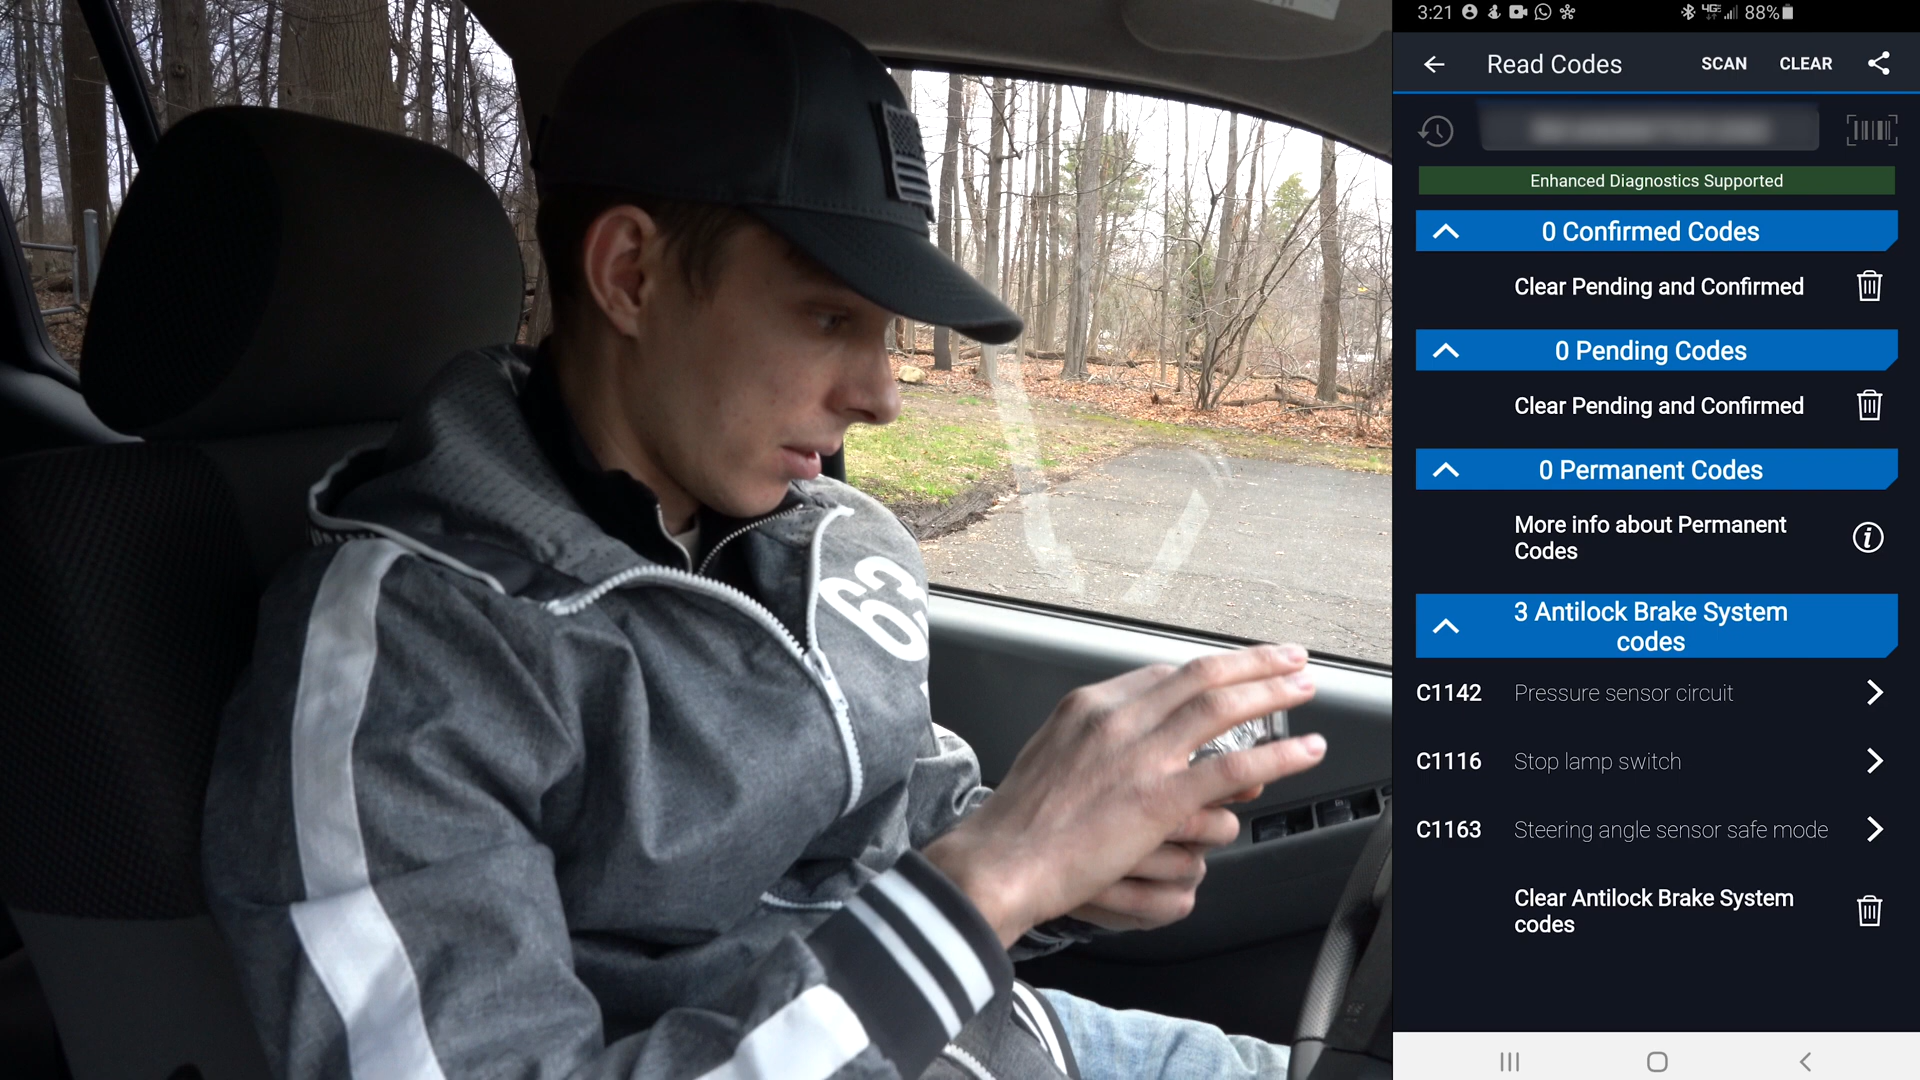 3:21
4GE 88%
Read Codes SCAN CLEAR
Enhanced Diagnostics Supported
0 Confirmed Codes
Clear Pending and Confirmed
0 Pending Codes
Clear Pending and Confirmed
0 Permanent Codes
More info about Permanent
Codes
3 Antilock Brake System
codes
C1142 Pressure sensor circuit
C1116 Stop lamp switch
C1163 Steering angle sensor safe mode
Clear Antilock Brake System
codes
63